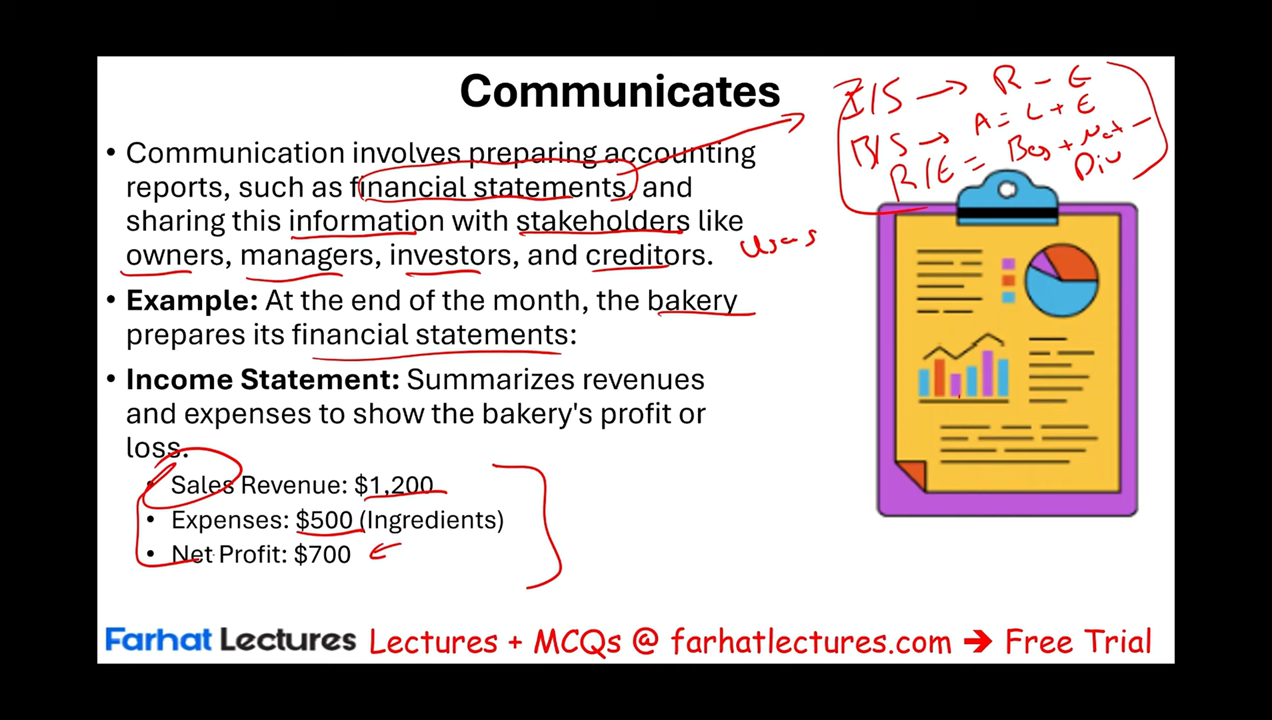 Communicates
I/S → R - E
B/S → A = L + E
R/E = Beg + Net -
Div
• Communication involves preparing accounting
reports, such as financial statements, and
sharing this information with stakeholders like
owners, managers, investors, and creditors.
users
• Example: At the end of the month, the bakery
prepares its financial statements:
• Income Statement: Summarizes revenues
and expenses to show the bakery's profit or
loss.
• Sales Revenue: $1,200
• Expenses: $500 (Ingredients)
• Net Profit: $700
Farhat Lectures Lectures + MCQs @ farhatlectures.com → Free Trial